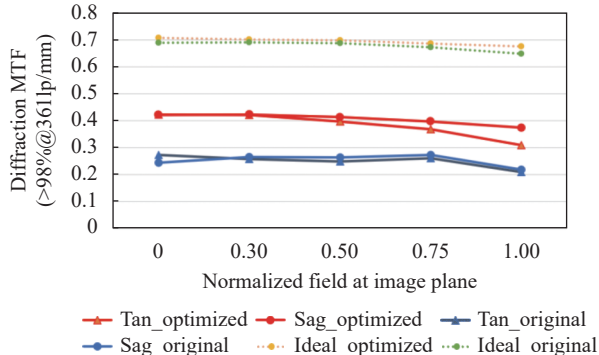 Diffraction MTF
(>98%@361lp/mm)
0.8
0.7
0.6
0.5
0.4
0.3
0.2
0.1
0
0 0.30 0.50 0.75 1.00
Normalized field at image plane
Tan_optimized Sag_optimized Tan_original
Sag_original Ideal_optimized Ideal_original